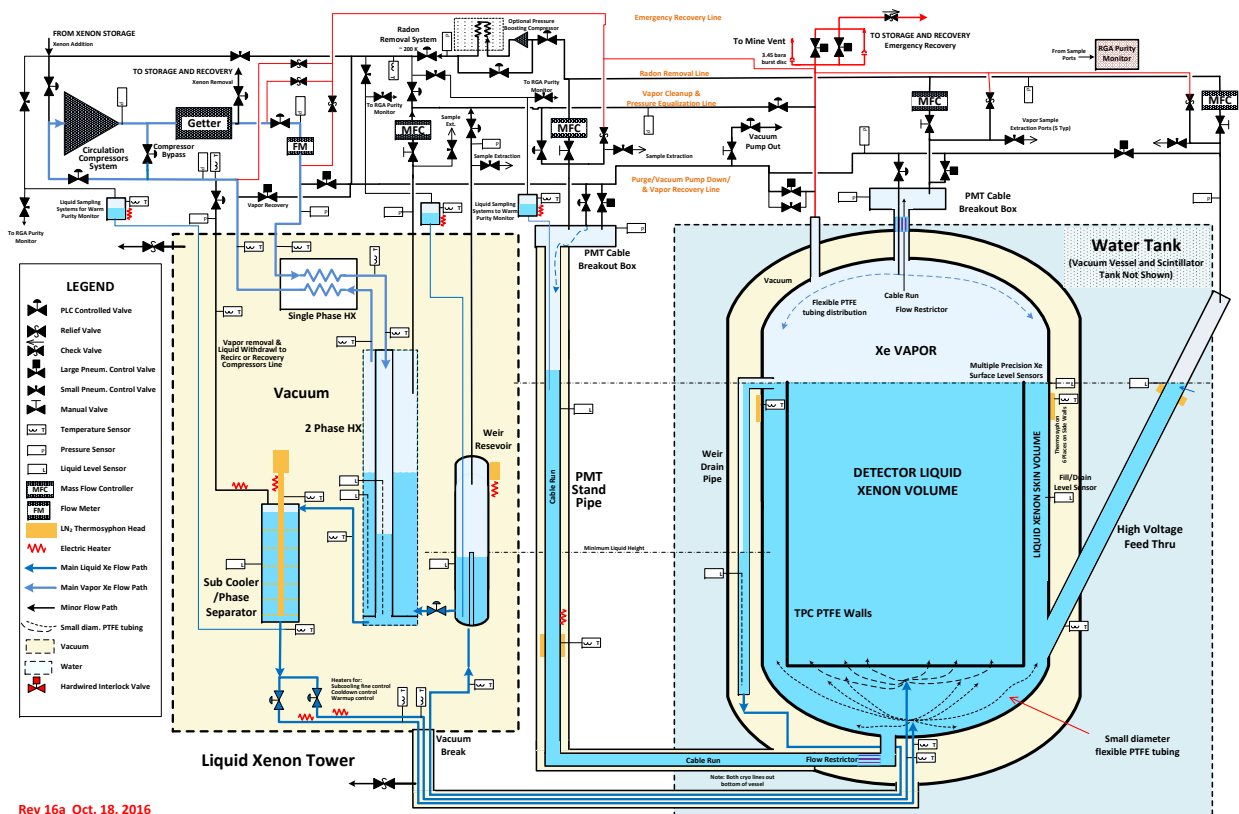 FROM XENON STORAGE
Xenon Addition
TO STORAGE AND RECOVERY
Xenon Removal
Getter
FM
Circulation
Compressors
System
Compressor
Bypass
Radon
Removal System
~ 200 K
Optional Pressure
Boosting Compressor
To RGA Purity Monitor
To RGA Purity
Monitor
MFC
Sample
Ext.
Sample Extraction
MFC
Sample Extraction
Emergency Recovery Line
Radon Removal Line
Vapor Cleanup &
Pressure Equalization Line
Purge/Vacuum Pump Down/
& Vapor Recovery Line
Vacuum
Pump Out
To Mine Vent
3.45 bara
burst disc
TO STORAGE AND RECOVERY
Emergency Recovery
From Sample
Ports
RGA Purity
Monitor
MFC
MFC
Vapor Sample
Extraction Ports (5 Typ)
Liquid Sampling
Systems for Warm
Purity Monitor
Vapor Recovery
Liquid Sampling
Systems to Warm
Purity Monitor
To RGA
Purity
Monitor
PMT Cable
Breakout Box
PMT Cable
Breakout Box
Water Tank
(Vacuum Vessel and Scintillator
Tank Not Shown)
LEGEND
PLC Controlled Valve
Relief Valve
Check Valve
Large Pneum. Control Valve
Small Pneum. Control Valve
Manual Valve
Temperature Sensor
Pressure Sensor
Liquid Level Sensor
MFC
Mass Flow Controller
FM
Flow Meter
LN₂ Thermosyphon Head
Electric Heater
Main Liquid Xe Flow Path
Main Vapor Xe Flow Path
Minor Flow Path
Small diam. PTFE tubing
Vacuum
Water
Hardwired Interlock Valve
Single Phase HX
Vapor removal &
Liquid Withdrawal to
Recirc or Recovery
Compressors Line
Vacuum
2 Phase HX
Weir
Resevoir
Sub Cooler
/Phase
Separator
Heaters for:
Subcooling fine control
Cooldown control
Warmup control
Vacuum
Break
Liquid Xenon Tower
Cable Run
PMT
Stand
Pipe
Vacuum
Flexible PTFE
tubing distribution
Cable Run
Flow Restrictor
Xe VAPOR
Multiple Precision Xe
Surface Level Sensors
Thermosyphon
6 Places on Side Walls
Weir
Drain
Pipe
DETECTOR LIQUID
XENON VOLUME
LIQUID XENON SKIN VOLUME
Fill/Drain
Level Sensor
High Voltage
Feed Thru
Minimum Liquid Height
TPC PTFE Walls
Small diameter
flexible PTFE tubing
Cable Run
Flow Restrictor
Note: Both cryo lines out
bottom of vessel
Rev 16a Oct. 18, 2016